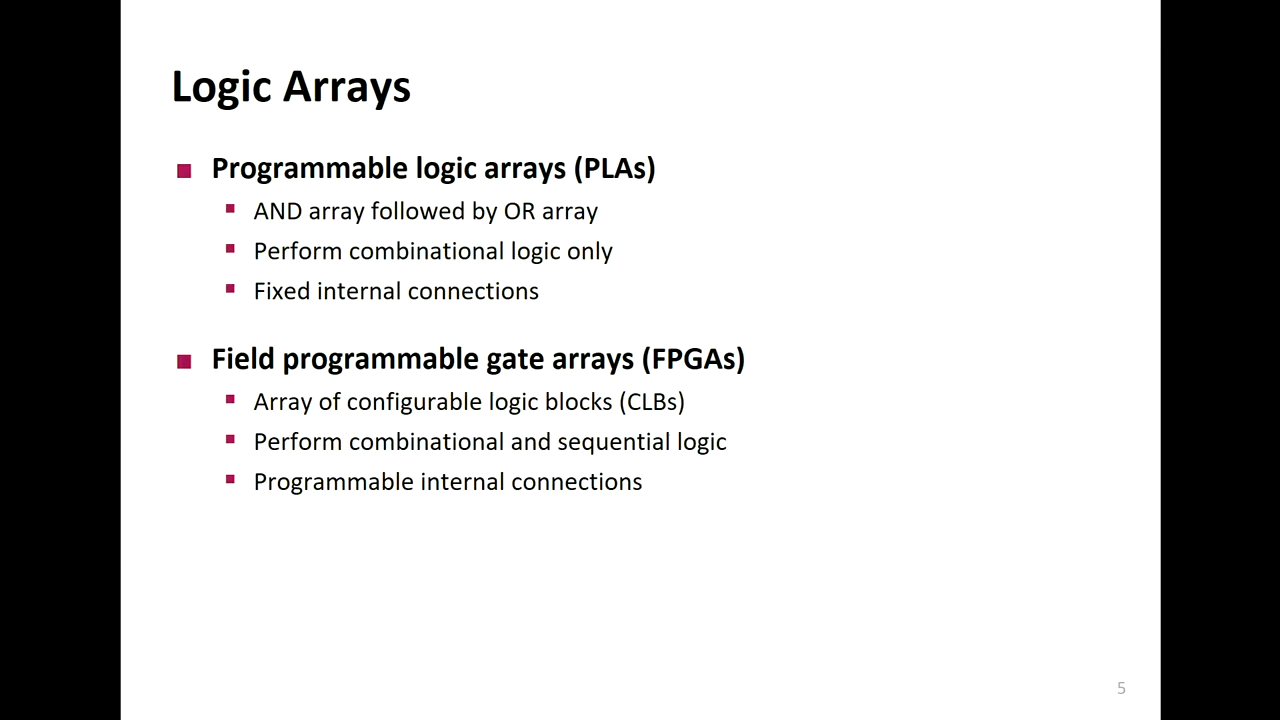 Logic Arrays
Programmable logic arrays (PLAs)
AND array followed by OR array
Perform combinational logic only
Fixed internal connections
Field programmable gate arrays (FPGAs)
Array of configurable logic blocks (CLBs)
Perform combinational and sequential logic
Programmable internal connections
5